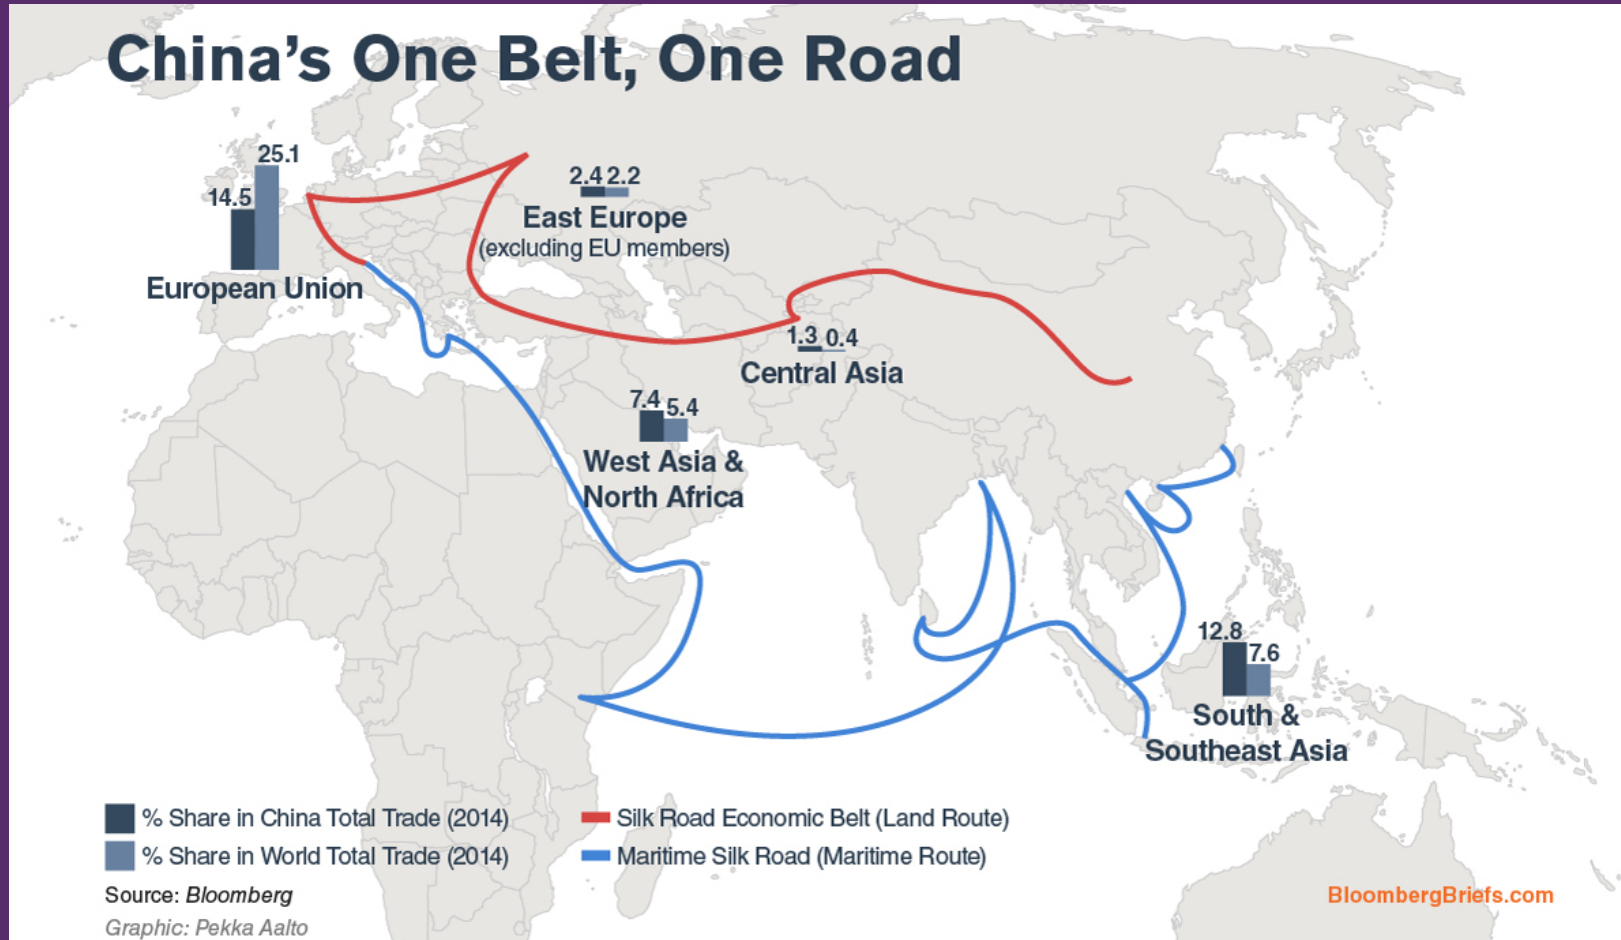 China's One Belt, One Road
25.1
14.5
European Union
2.4 2.2
East Europe
(excluding EU members)
1.3 0.4
Central Asia
7.4 5.4
West Asia &
North Africa
12.8
7.6
South &
Southeast Asia
% Share in China Total Trade (2014)
% Share in World Total Trade (2014)
Silk Road Economic Belt (Land Route)
Maritime Silk Road (Maritime Route)
Source: Bloomberg
Graphic: Pekka Aalto
BloombergBriefs.com